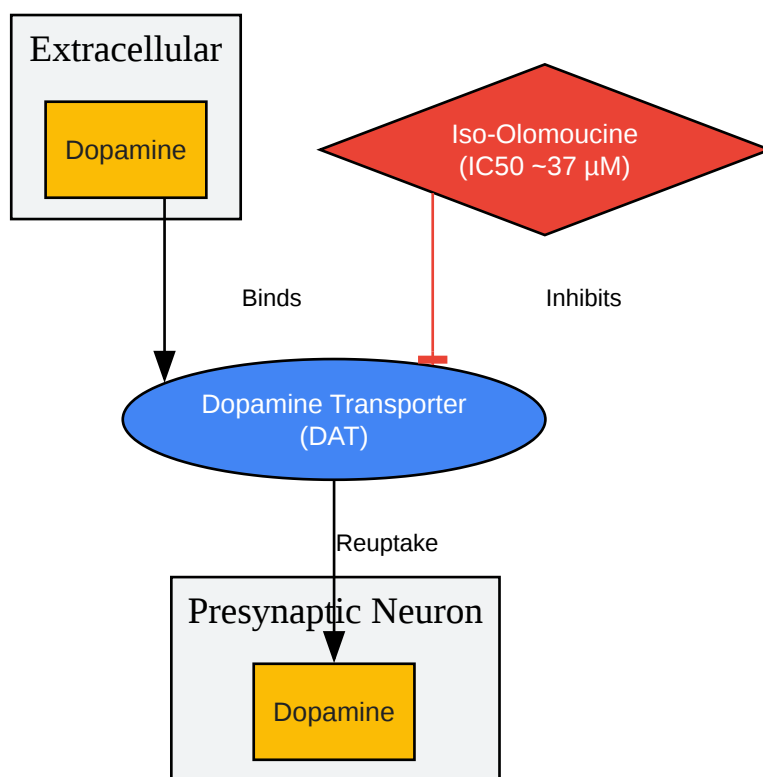 Extracellular
Dopamine
Iso-Olomoucine
(IC50 ~37 µM)
Binds
Inhibits
Dopamine Transporter
(DAT)
Reuptake
Presynaptic Neuron
Dopamine